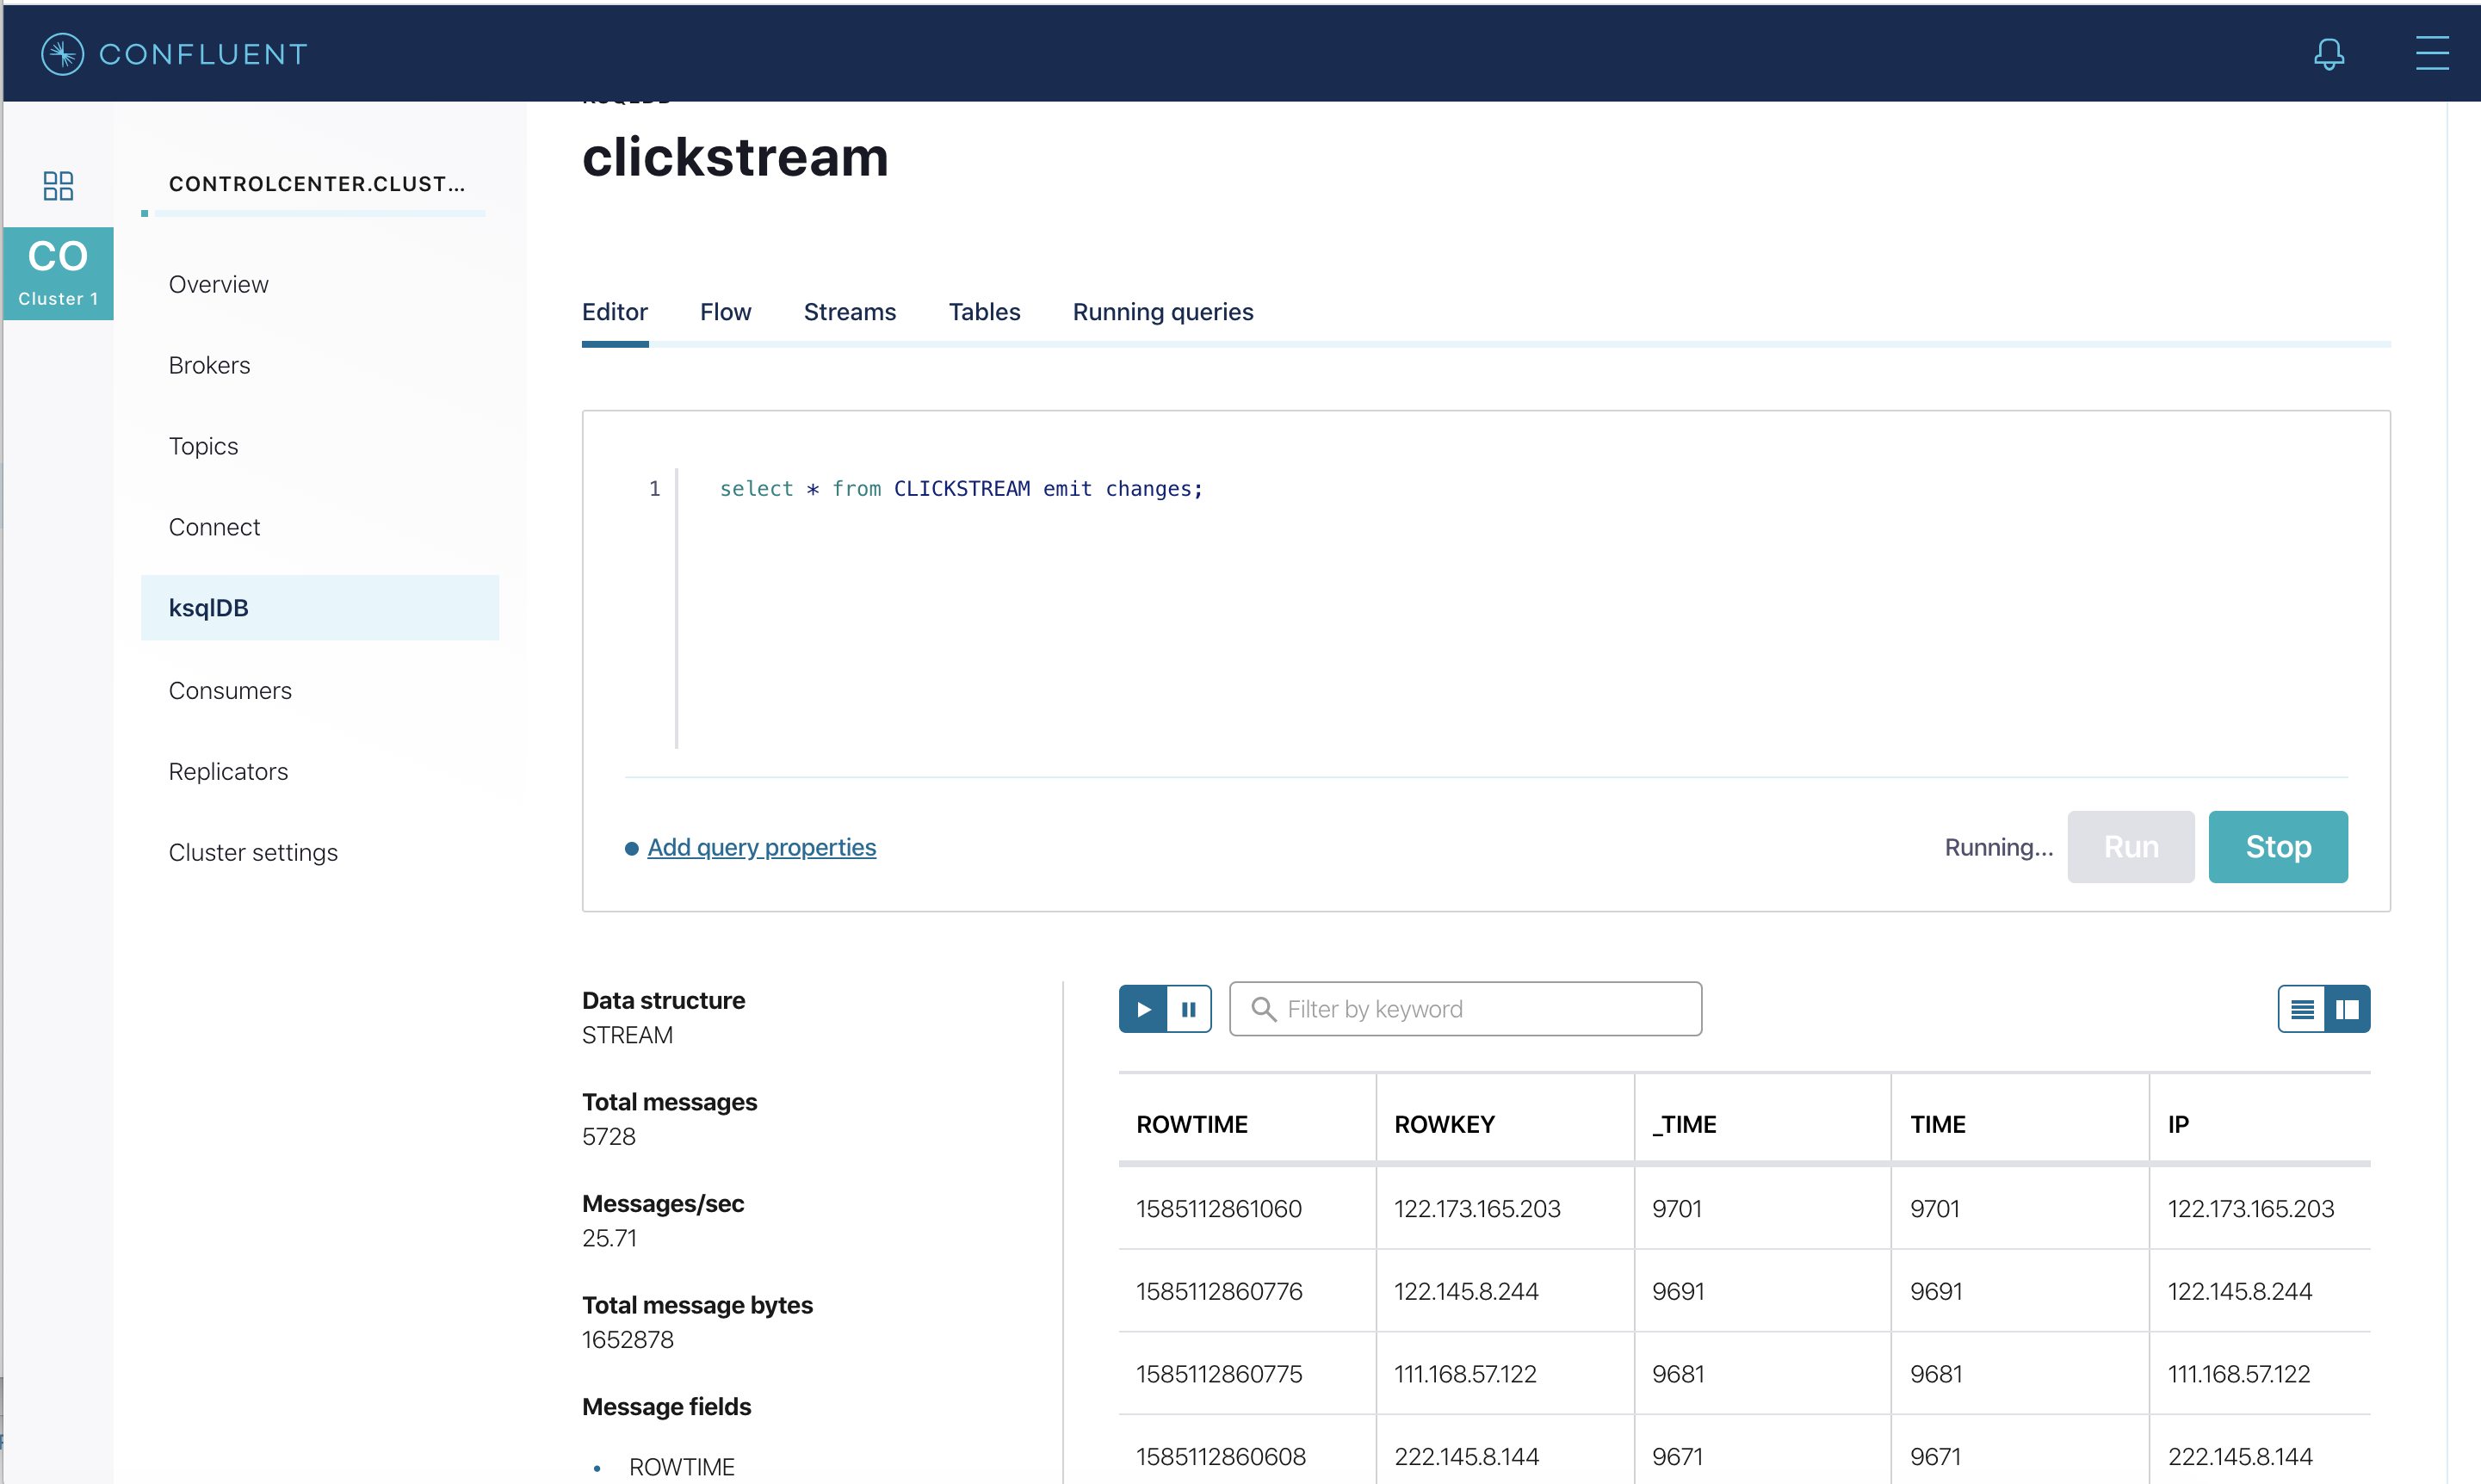 CONFLUENT
clickstream
CONTROLCENTER.CLUST...
CO
Cluster 1
Overview
Brokers
Topics
Connect
ksqlDB
Consumers
Replicators
Cluster settings
Editor Flow Streams Tables Running queries
1 select * from CLICKSTREAM emit changes;
Add query properties
Running... Run Stop
Data structure
STREAM
Total messages
5728
Messages/sec
25.71
Total message bytes
1652878
Message fields
• ROWTIME
Filter by keyword
ROWTIME ROWKEY _TIME TIME IP
1585112861060 122.173.165.203 9701 9701 122.173.165.203
1585112860776 122.145.8.244 9691 9691 122.145.8.244
1585112860775 111.168.57.122 9681 9681 111.168.57.122
1585112860608 222.145.8.144 9671 9671 222.145.8.144